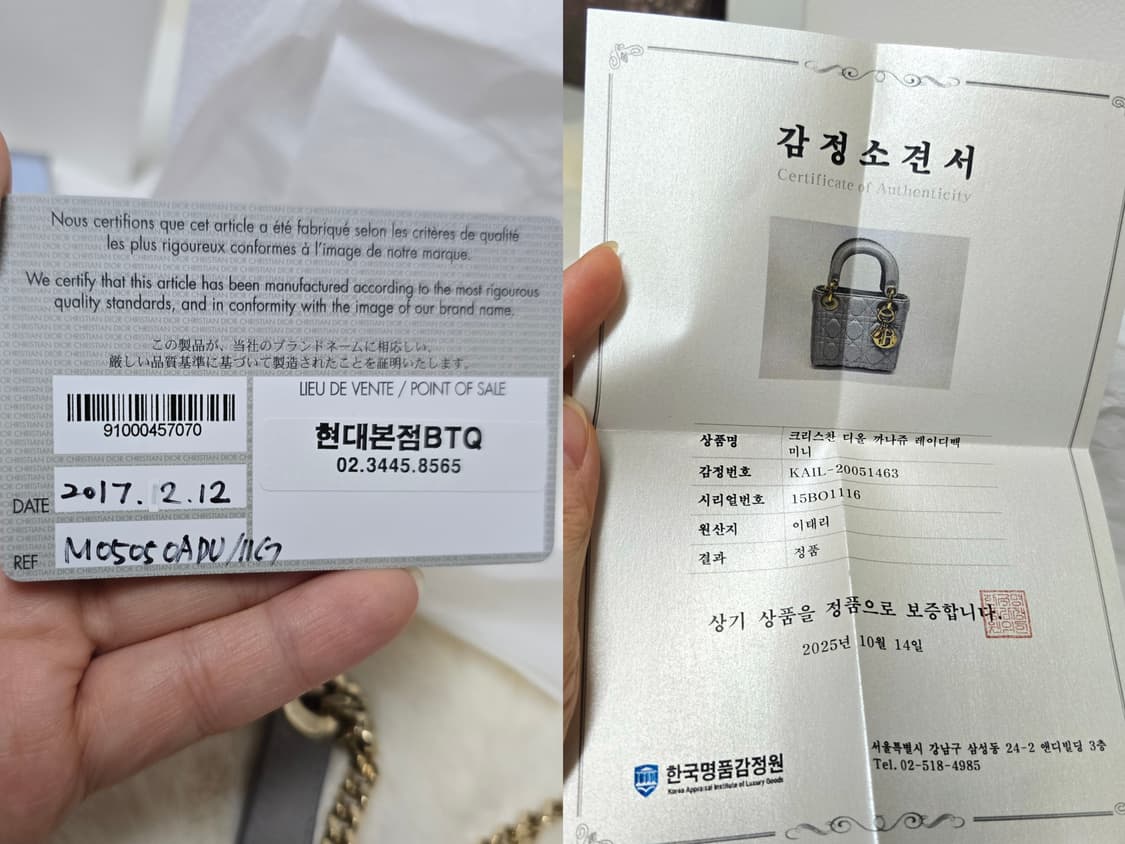 Nous certifions que cet article a été fabriqué selon les critères de qualité
les plus rigoureux conformes à l'image de notre marque.
We certify that this article has been manufactured according to the most rigourous
quality standards, and in conformity with the image of our brand name.
この製品が、当社のブランドネームに相応しい、
厳しい品質基準に基づいて製造されたことを証明いたします。
91000457070
LIEU DE VENTE / POINT OF SALE
현대본점BTQ
02.3445.8565
DATE 2017.12.12
REF M0505OADU/11G
감정소견서
Certificate of Authenticity
상품명 크리스찬 디올 까나쥬 레이디백
미니
감정번호 KAIL-20051463
시리얼번호 15BO1116
원산지 이태리
결과 정품
상기 상품을 정품으로 보증합니다.
2025년 10월 14일
한국명품감정원
Korea Appraisal Institute of Luxury Goods
서울특별시 강남구 삼성동 24-2 앤디빌딩 3층
Tel. 02-518-4985